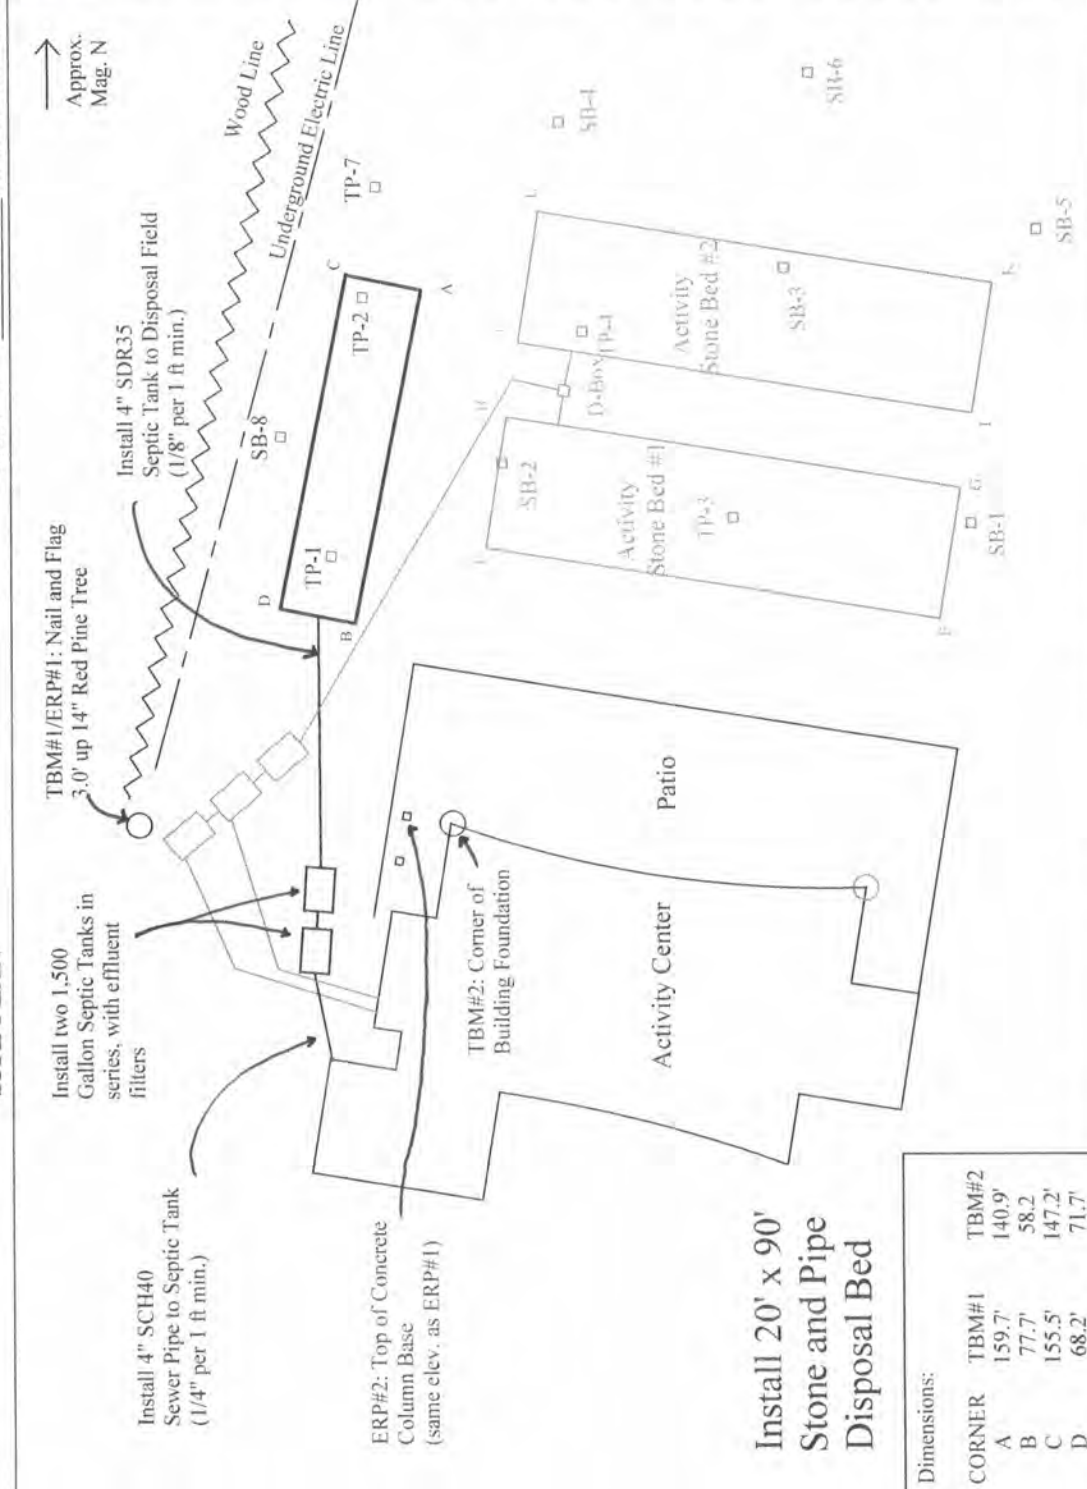 Approx.
Mag. N
Wood Line
Underground Electric Line
Install 4" SDR35
Septic Tank to Disposal Field
(1/8" per 1 ft min.)
TBM#1/ERP#1: Nail and Flag
3.0' up 14" Red Pine Tree
Install two 1,500
Gallon Septic Tanks in
series, with effluent
filters
Install 4" SCH40
Sewer Pipe to Septic Tank
(1/4" per 1 ft min.)
ERP#2: Top of Concrete
Column Base
(same elev. as ERP#1)
TBM#2: Corner of
Building Foundation
Activity Center
Patio
SB-8
TP-7
TP-1
TP-2
D
B
C
A
SB-4
SB-6
SB-5
SB-2
Activity
Stone Bed #1
TP-3
SB-1
G
H
D-Box
TP-4
Activity
Stone Bed #2
SB-3
Install 20' x 90'
Stone and Pipe
Disposal Bed
Dimensions:
CORNER TBM#1 TBM#2
A 159.7' 140.9'
B 77.7' 58.2
C 155.5' 147.2'
D 68.2' 71.7'